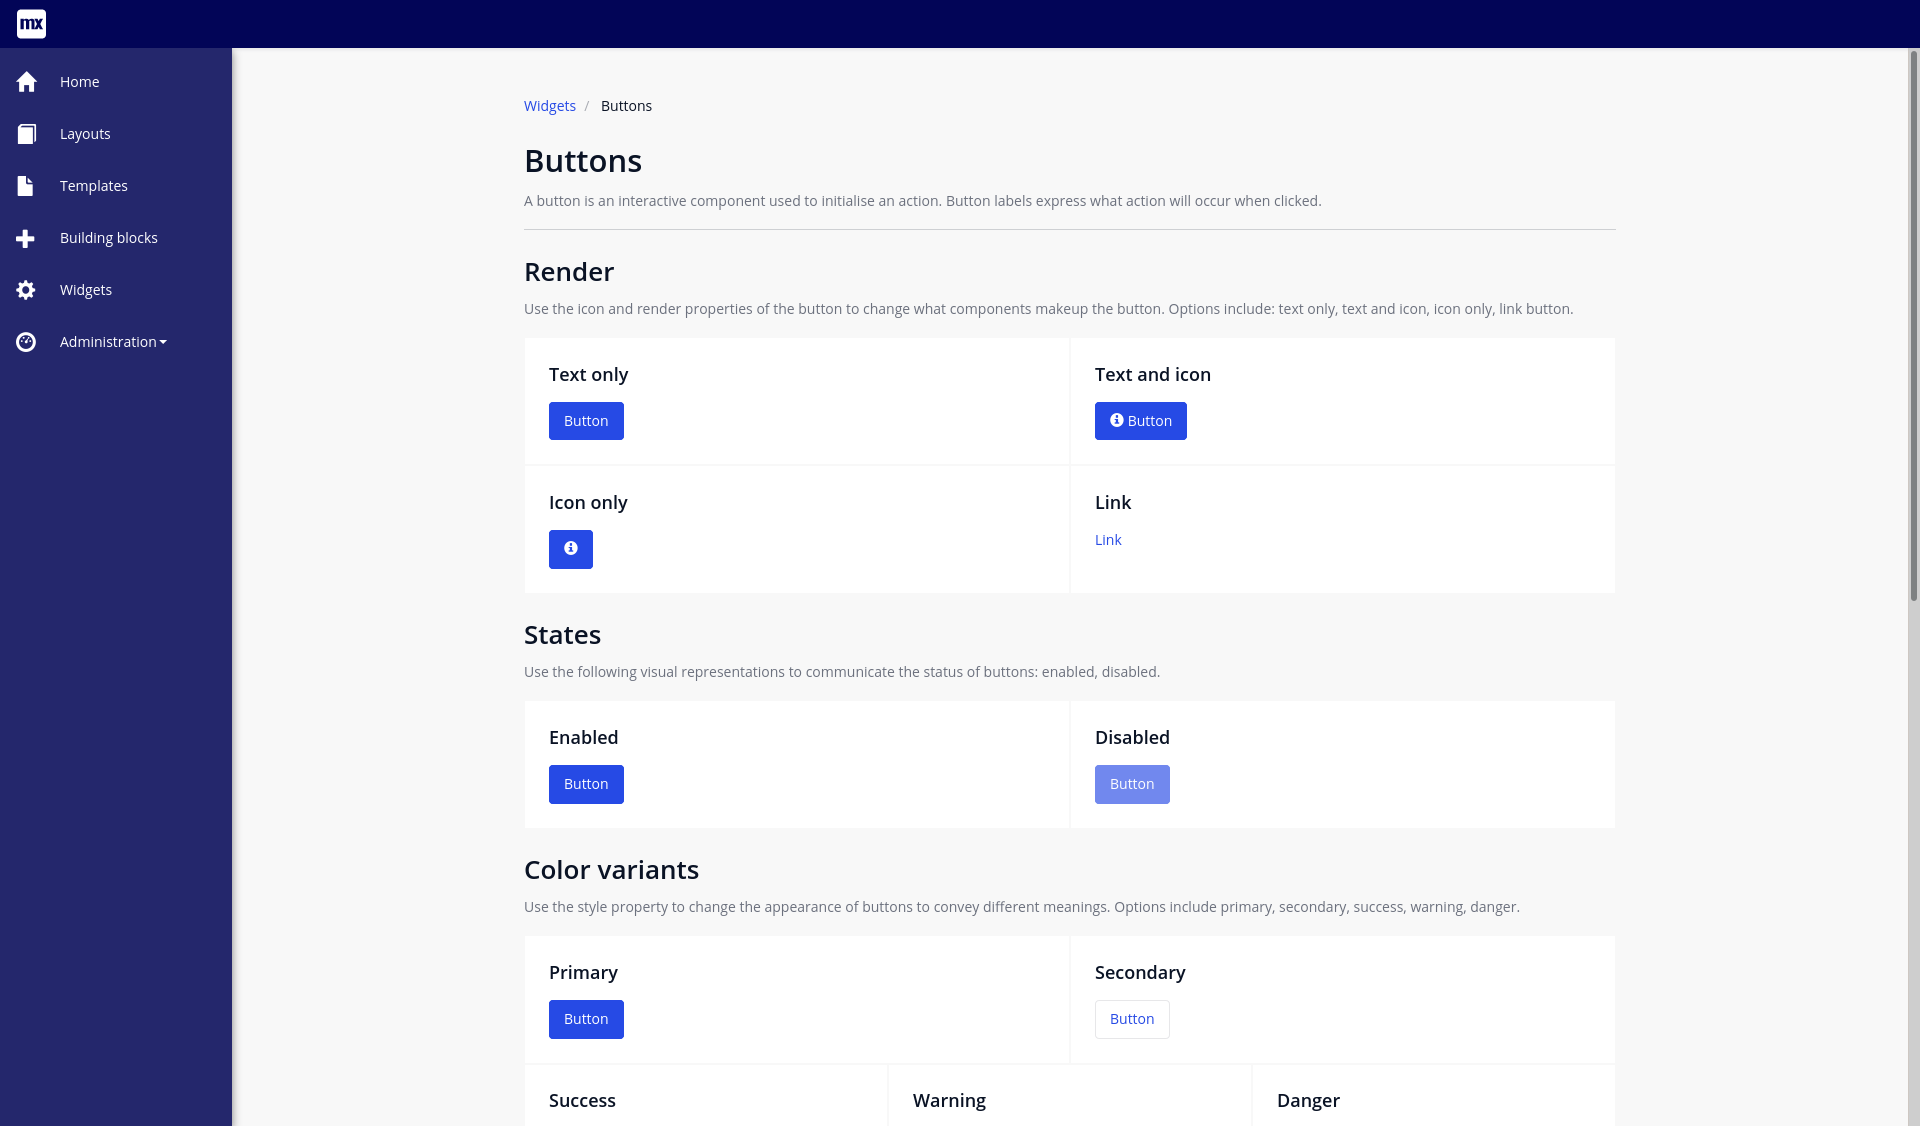 mx
Home
Layouts
Templates
Building blocks
Widgets
Administration
Widgets / Buttons
Buttons
A button is an interactive component used to initialise an action. Button labels express what action will occur when clicked.
Render
Use the icon and render properties of the button to change what components makeup the button. Options include: text only, text and icon, icon only, link button.
Text only
Button
Text and icon
Button
Icon only
Link
Link
States
Use the following visual representations to communicate the status of buttons: enabled, disabled.
Enabled
Button
Disabled
Button
Color variants
Use the style property to change the appearance of buttons to convey different meanings. Options include primary, secondary, success, warning, danger.
Primary
Button
Secondary
Button
Success
Warning
Danger